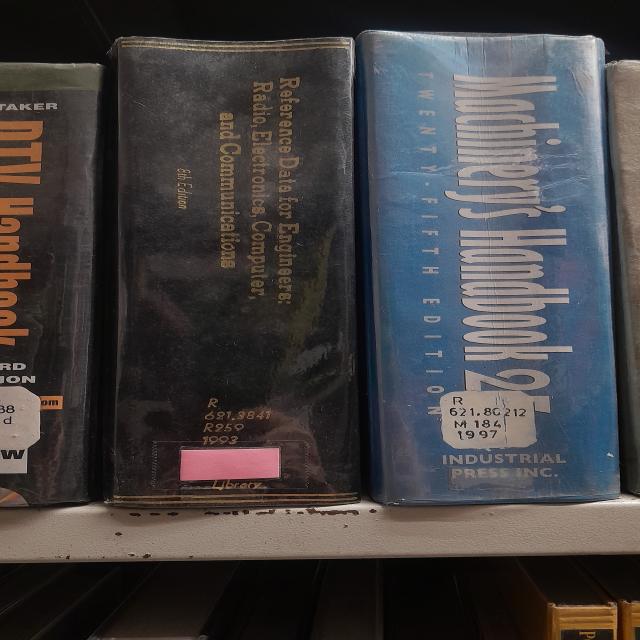 TAKER
DTV Handbook
RD
ION
88
d
om
W
Reference Data for Engineers:
Radio, Electronics, Computer,
and Communications
8th Edition
R
621.3841
R259
1993
Library
Machinery's Handbook 25
TWENTY-FIFTH EDITION
R
621.80212
M 184
1997
INDUSTRIAL
PRESS INC.